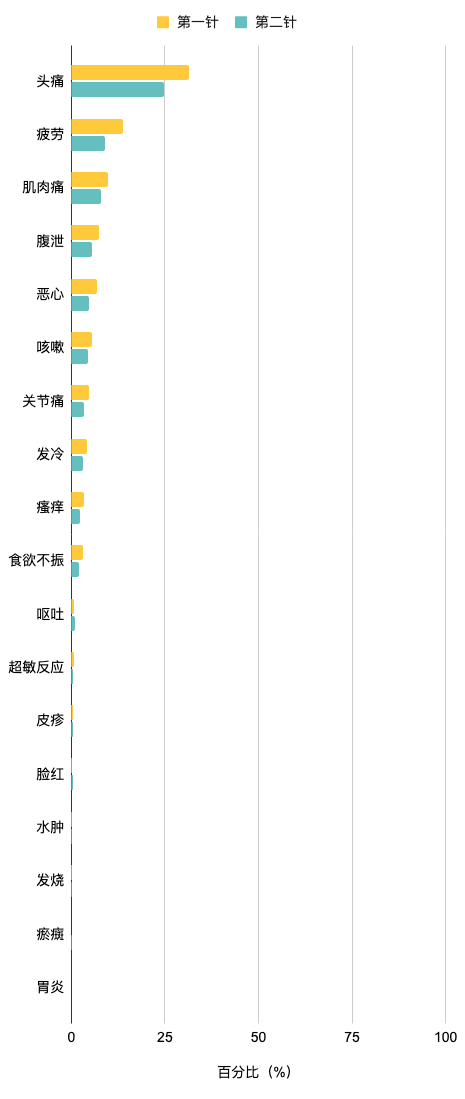 第一针 第二针
头痛
疲劳
肌肉痛
腹泄
恶心
咳嗽
关节痛
发冷
瘙痒
食欲不振
呕吐
超敏反应
皮疹
脸红
水肿
发烧
瘀癍
胃炎
0 25 50 75 100
百分比（%）